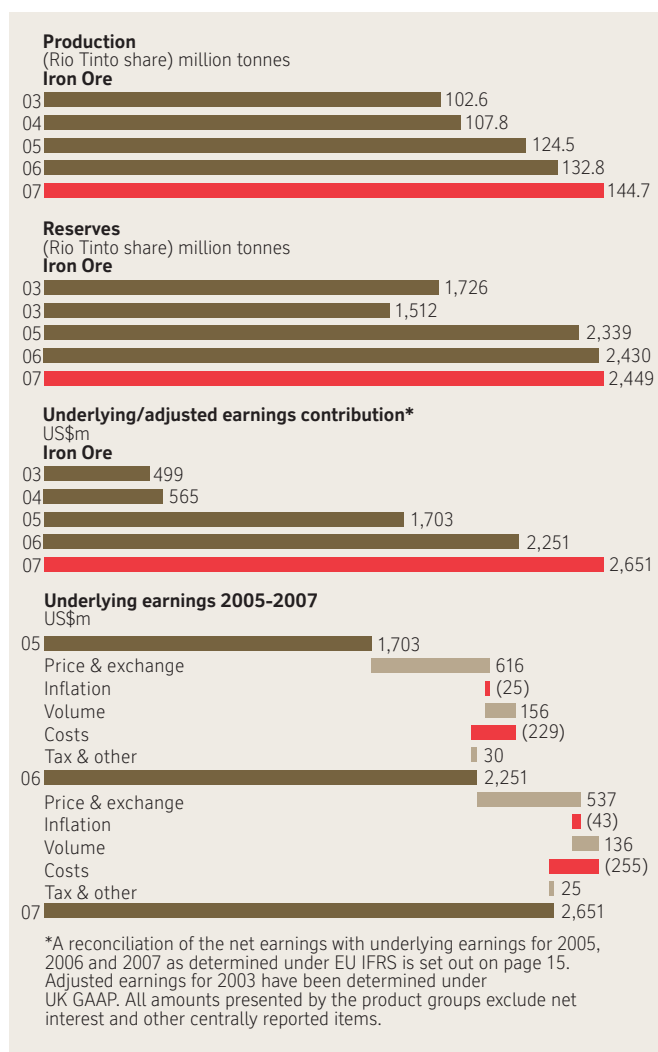 Production
(Rio Tinto share) million tonnes
Iron Ore
03 102.6
04 107.8
05 124.5
06 132.8
07 144.7
Reserves
(Rio Tinto share) million tonnes
Iron Ore
03 1,726
03 1,512
05 2,339
06 2,430
07 2,449
Underlying/adjusted earnings contribution*
US$m
Iron Ore
03 499
04 565
05 1,703
06 2,251
07 2,651
Underlying earnings 2005-2007
US$m
05 1,703
Price & exchange 616
Inflation (25)
Volume 156
Costs (229)
Tax & other 30
06 2,251
Price & exchange 537
Inflation (43)
Volume 136
Costs (255)
Tax & other 25
07 2,651
*A reconciliation of the net earnings with underlying earnings for 2005,
2006 and 2007 as determined under EU IFRS is set out on page 15.
Adjusted earnings for 2003 have been determined under
UK GAAP. All amounts presented by the product groups exclude net
interest and other centrally reported items.